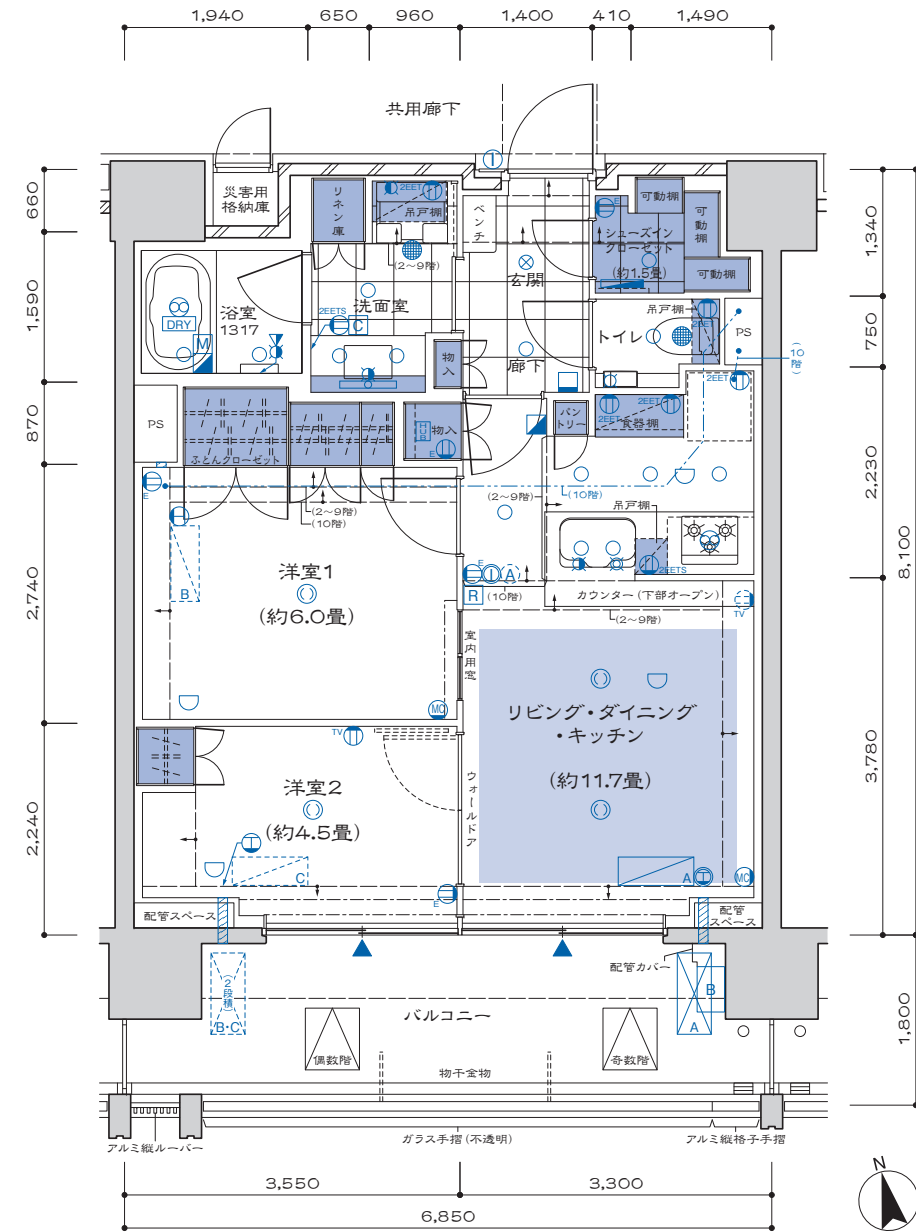 1,940 650 960 1,400 410 1,490
共用廊下
660
1,590
870
2,740
2,240
1,340
750
2,230
3,780
8,100
1,800
災害用
格納庫
リネン庫
2EET
吊戸棚
(2〜9階)
ベンチ
玄関
E
シューズイン
クローゼット
(約1.5畳)
可動棚
可動棚
可動棚
浴室
1317
DRY
M
洗面室
2EETS
C
物入
廊下
トイレ
吊戸棚
2EET
PS
(10階)
2EET
PS
ふとんクローゼット
HUB
物入
E
パントリー
2EET
2EET
食器棚
E
(2〜9階)
(10階)
(2〜9階)
(10階)
吊戸棚
2EETS
洋室1
(約6.0畳)
B
MC
E
A
R
(10階)
カウンター(下部オープン)
(2〜9階)
TV
室内用窓
リビング・ダイニング
・キッチン
(約11.7畳)
ウォールドア
TV
洋室2
(約4.5畳)
C
E
A
MC
配管スペース
配管
スペース
配管カバー
(2段積)
B・C
B
A
バルコニー
偶数階
奇数階
物干金物
アルミ縦ルーバー
ガラス手摺(不透明)
アルミ縦格子手摺
3,550 3,300
6,850
N